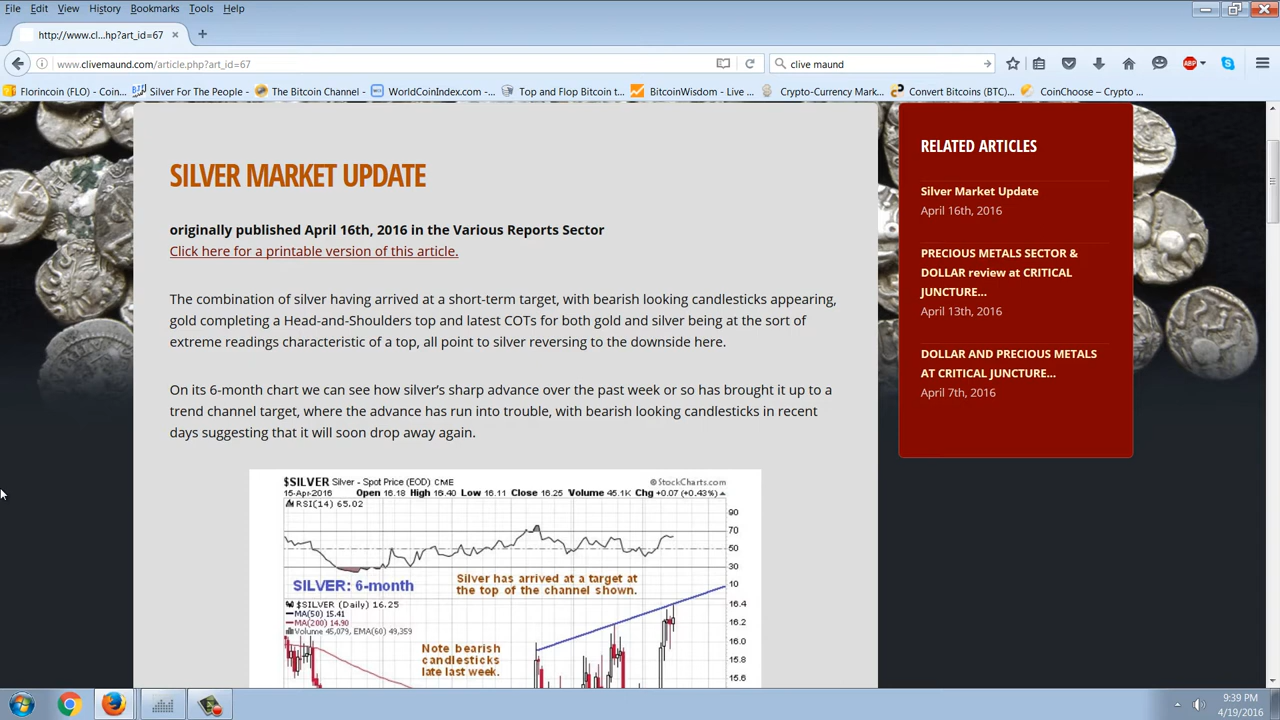 File Edit View History Bookmarks Tools Help
http://www.cl...hp?art_id=67
www.clivemaund.com/article.php?art_id=67
clive maund
ABP
Florincoin (FLO) - Coin...
Silver For The People - ...
The Bitcoin Channel - ...
WorldCoinIndex.com - ...
Top and Flop Bitcoin t...
BitcoinWisdom - Live ...
Crypto-Currency Mark...
Convert Bitcoins (BTC)...
CoinChoose – Crypto ...
SILVER MARKET UPDATE
originally published April 16th, 2016 in the Various Reports Sector
Click here for a printable version of this article.
The combination of silver having arrived at a short-term target, with bearish looking candlesticks appearing,
gold completing a Head-and-Shoulders top and latest COTs for both gold and silver being at the sort of
extreme readings characteristic of a top, all point to silver reversing to the downside here.
On its 6-month chart we can see how silver's sharp advance over the past week or so has brought it up to a
trend channel target, where the advance has run into trouble, with bearish looking candlesticks in recent
days suggesting that it will soon drop away again.
$SILVER Silver - Spot Price (EOD) CME
© StockCharts.com
15-Apr-2016 Open 16.18 High 16.40 Low 16.11 Close 16.25 Volume 45.1K Chg +0.07 (+0.43%)
RSI(14) 65.02
90
70
50
30
10
SILVER: 6-month
Silver has arrived at a target at
the top of the channel shown.
$SILVER (Daily) 16.25
MA(50) 15.41
MA(200) 14.90
Volume 45,079, EMA(60) 49,359
16.4
16.2
16.0
15.8
15.6
Note bearish
candlesticks
late last week.
RELATED ARTICLES
Silver Market Update
April 16th, 2016
PRECIOUS METALS SECTOR &
DOLLAR review at CRITICAL
JUNCTURE...
April 13th, 2016
DOLLAR AND PRECIOUS METALS
AT CRITICAL JUNCTURE...
April 7th, 2016
9:39 PM
4/19/2016